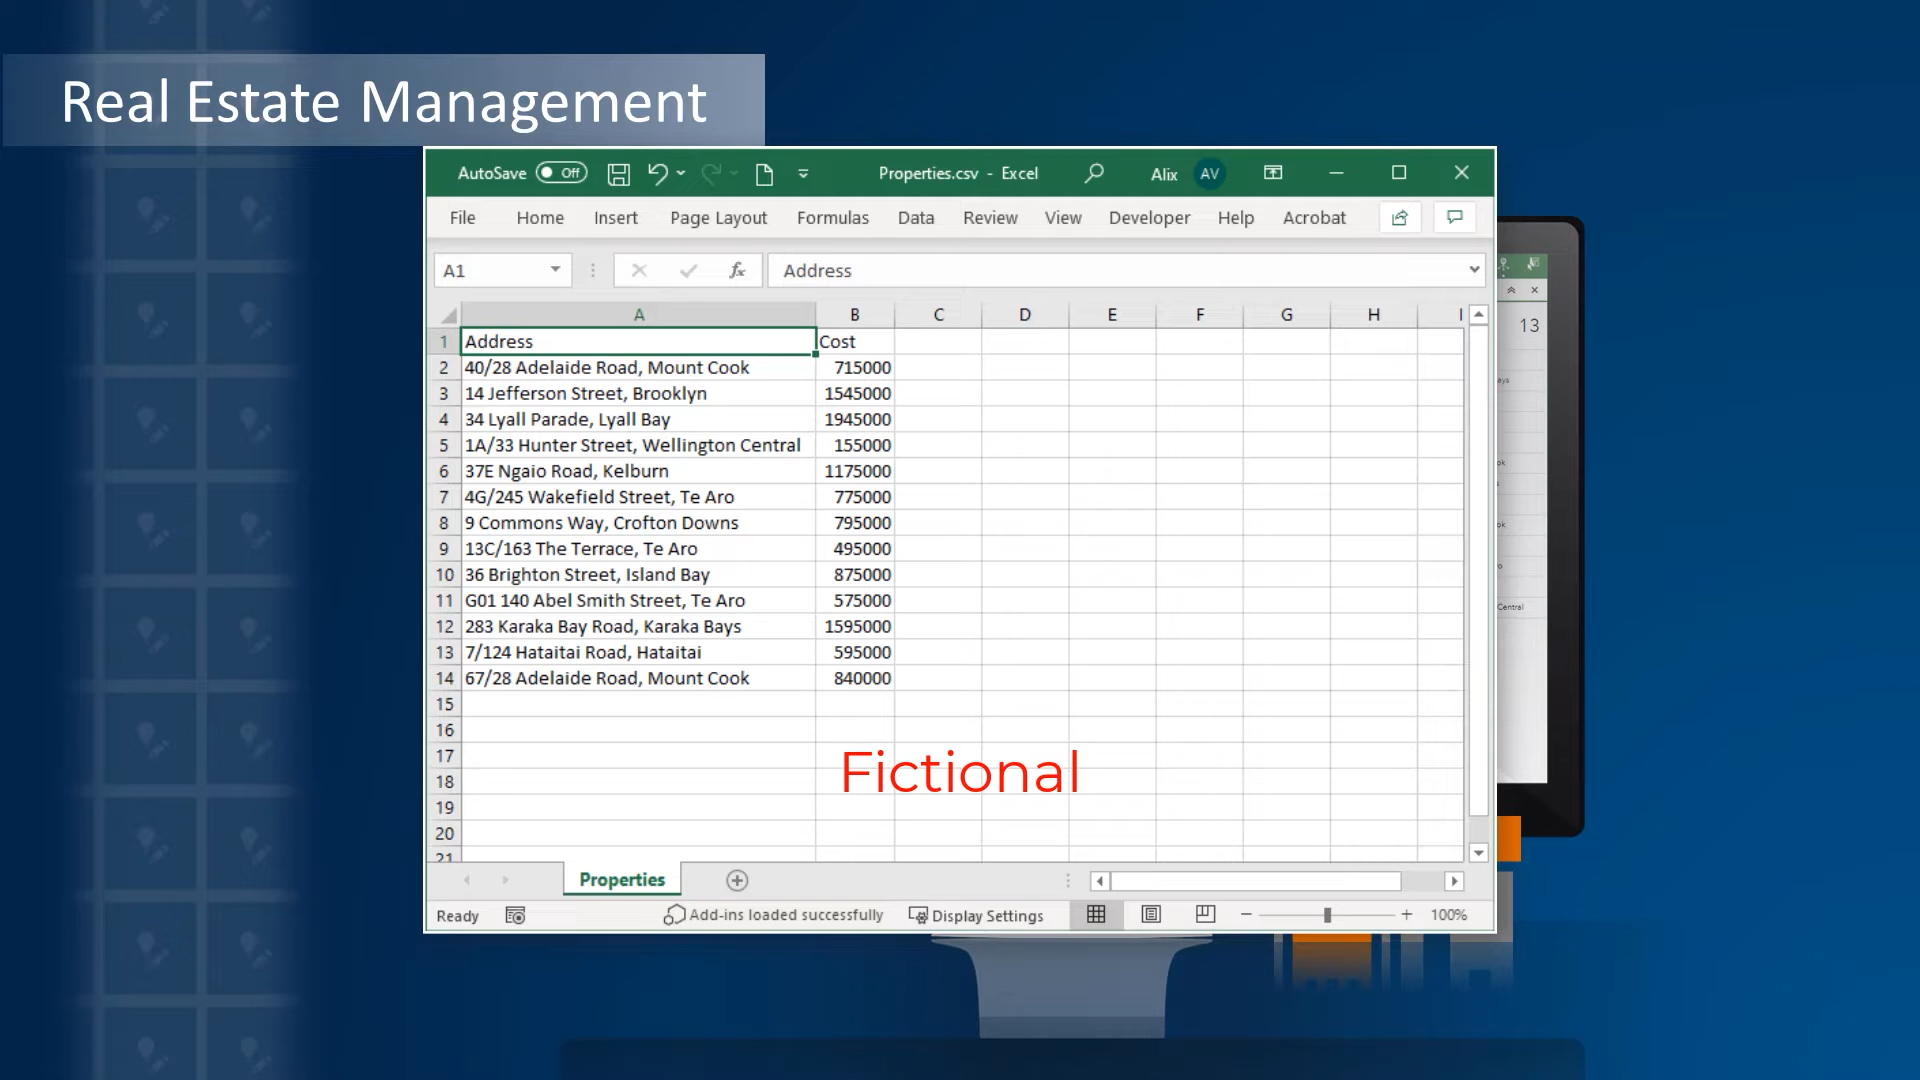 Real Estate Management
AutoSave Off Properties.csv - Excel Alix AV
File Home Insert Page Layout Formulas Data Review View Developer Help Acrobat
A1 fx Address
A B C D E F G H I
1 Address Cost
2 40/28 Adelaide Road, Mount Cook 715000
3 14 Jefferson Street, Brooklyn 1545000
4 34 Lyall Parade, Lyall Bay 1945000
5 1A/33 Hunter Street, Wellington Central 155000
6 37E Ngaio Road, Kelburn 1175000
7 4G/245 Wakefield Street, Te Aro 775000
8 9 Commons Way, Crofton Downs 795000
9 13C/163 The Terrace, Te Aro 495000
10 36 Brighton Street, Island Bay 875000
11 G01 140 Abel Smith Street, Te Aro 575000
12 283 Karaka Bay Road, Karaka Bays 1595000
13 7/124 Hataitai Road, Hataitai 595000
14 67/28 Adelaide Road, Mount Cook 840000
15
16
17
Fictional
18
19
20
21
Properties
Ready Add-ins loaded successfully Display Settings 100%
13
Central